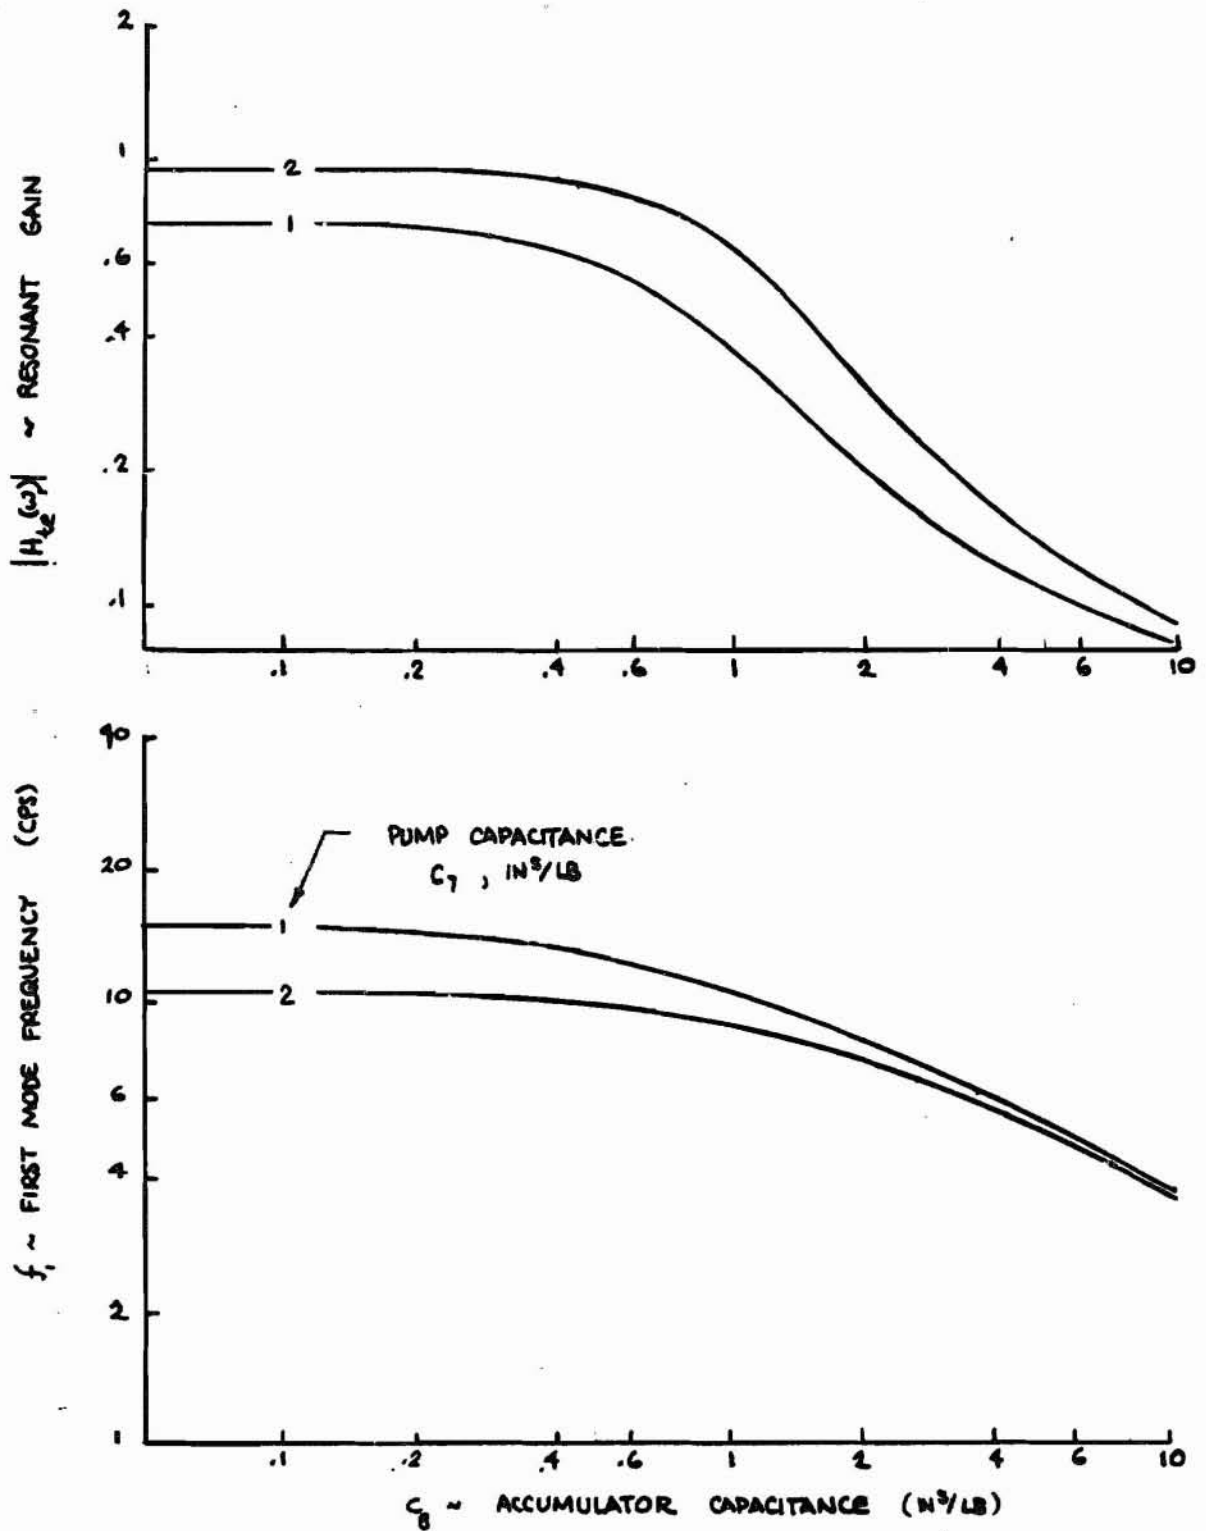 2
1
.6
.4
.2
.1
|H_te(ω)| ~ RESONANT GAIN
2
1
.1 .2 .4 .6 1 2 4 6 10
40
20
10
6
4
2
1
f₁ ~ FIRST MODE FREQUENCY (CPS)
PUMP CAPACITANCE
C₇, IN³/LB
1
2
.1 .2 .4 .6 1 2 4 6 10
C₈ ~ ACCUMULATOR CAPACITANCE (IN³/LB)